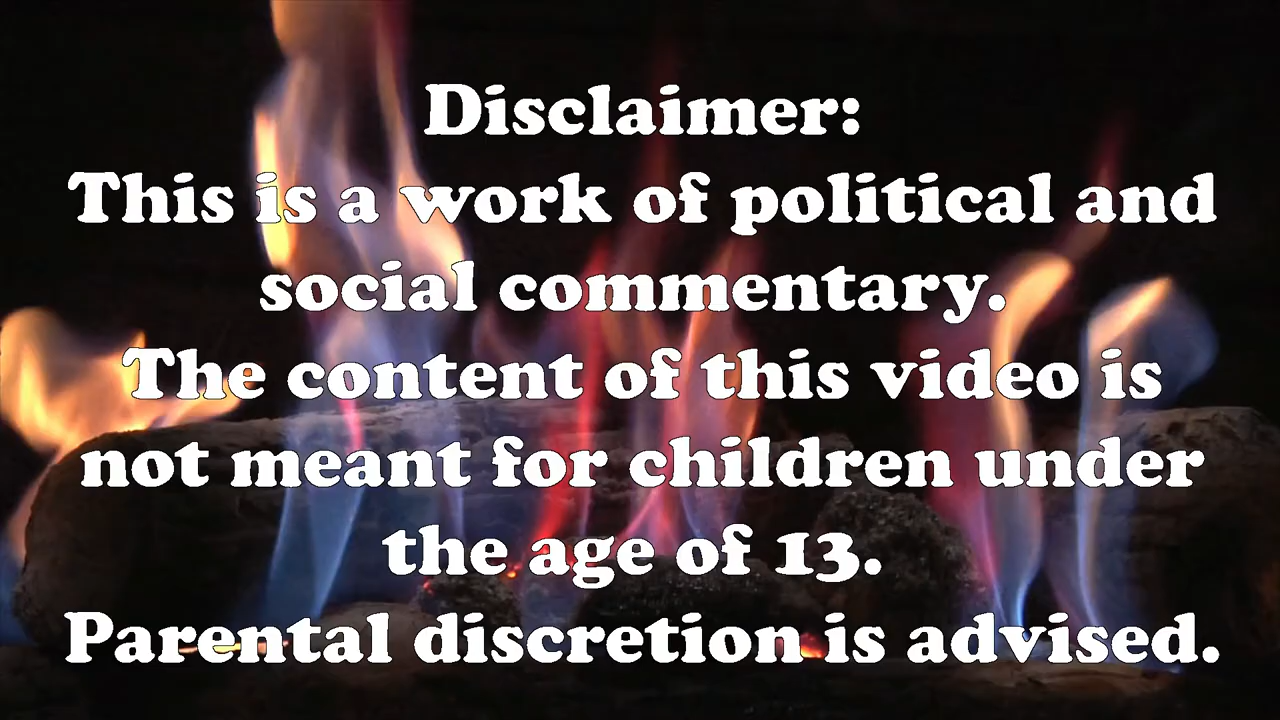 Disclaimer:
This is a work of political and
social commentary.
The content of this video is
not meant for children under
the age of 13.
Parental discretion is advised.